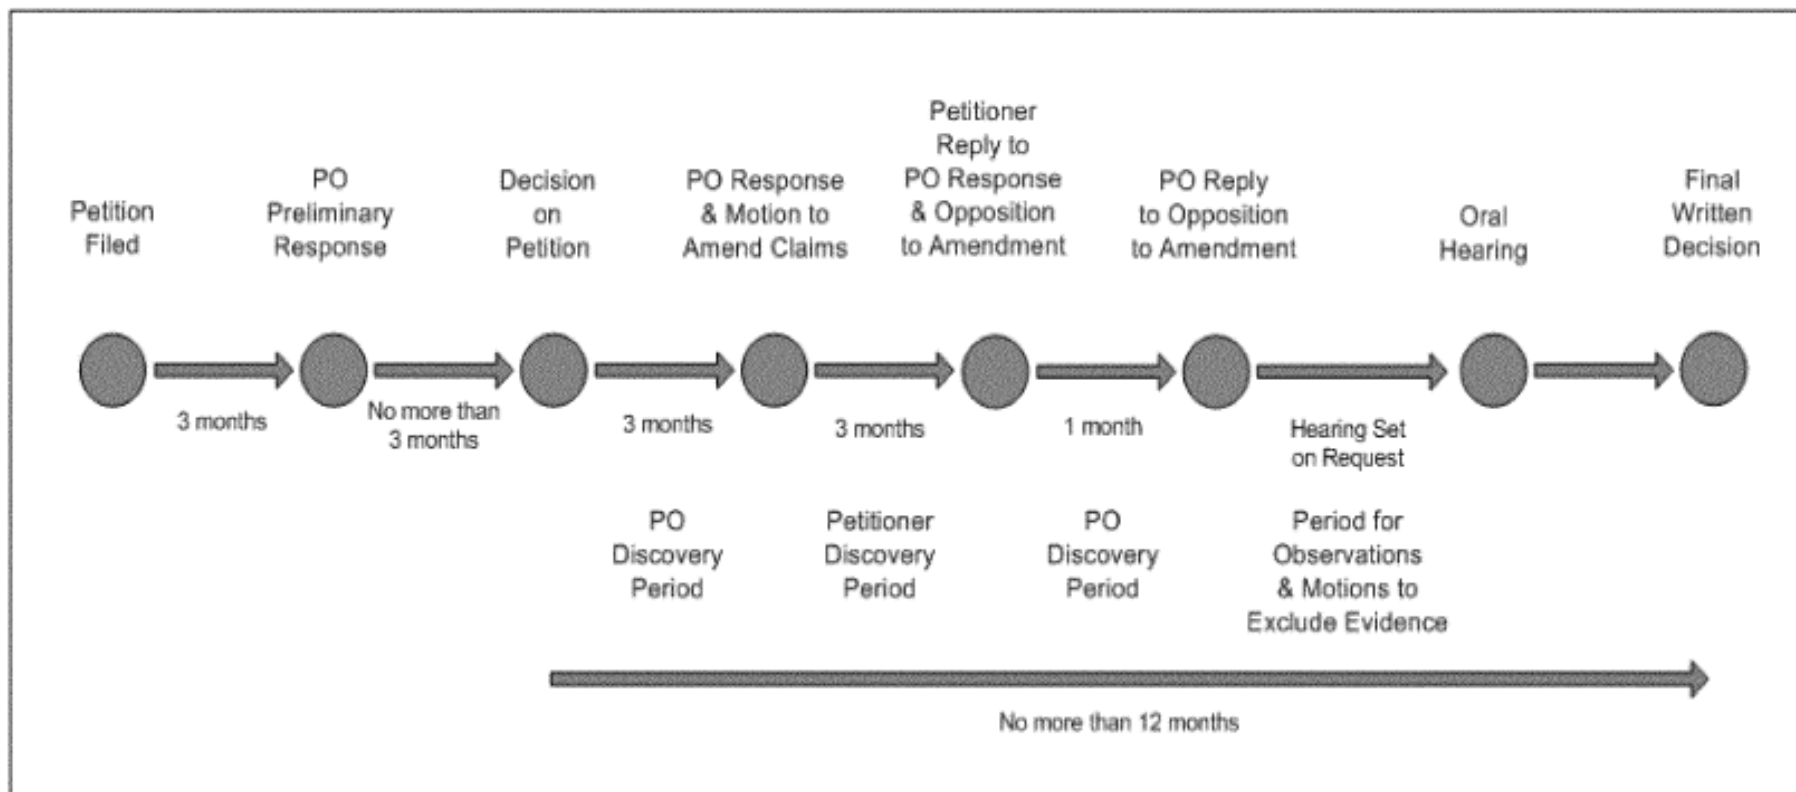 Petition
Filed
PO
Preliminary
Response
Decision
on
Petition
PO Response
& Motion to
Amend Claims
Petitioner
Reply to
PO Response
& Opposition
to Amendment
PO Reply
to Opposition
to Amendment
Oral
Hearing
Final
Written
Decision
3 months
No more than
3 months
3 months
3 months
1 month
Hearing Set
on Request
PO
Discovery
Period
Petitioner
Discovery
Period
PO
Discovery
Period
Period for
Observations
& Motions to
Exclude Evidence
No more than 12 months